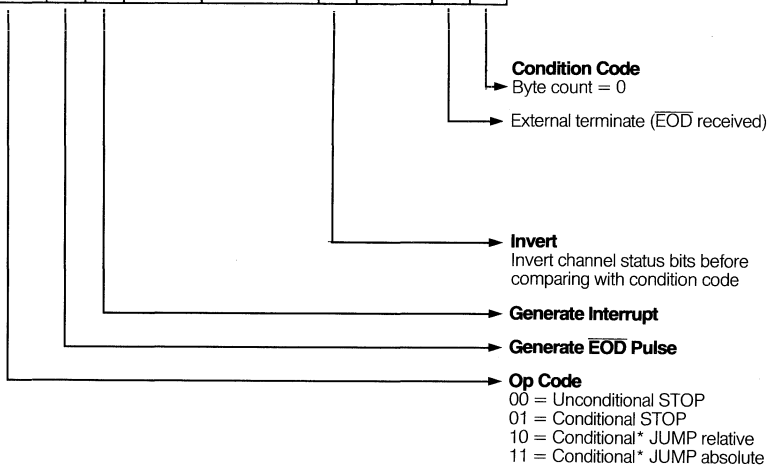 Condition Code
Byte count = 0
External terminate (E̅O̅D̅ received)
Invert
Invert channel status bits before
comparing with condition code
Generate Interrupt
Generate E̅O̅D̅ Pulse
Op Code
00 = Unconditional STOP
01 = Conditional STOP
10 = Conditional* JUMP relative
11 = Conditional* JUMP absolute